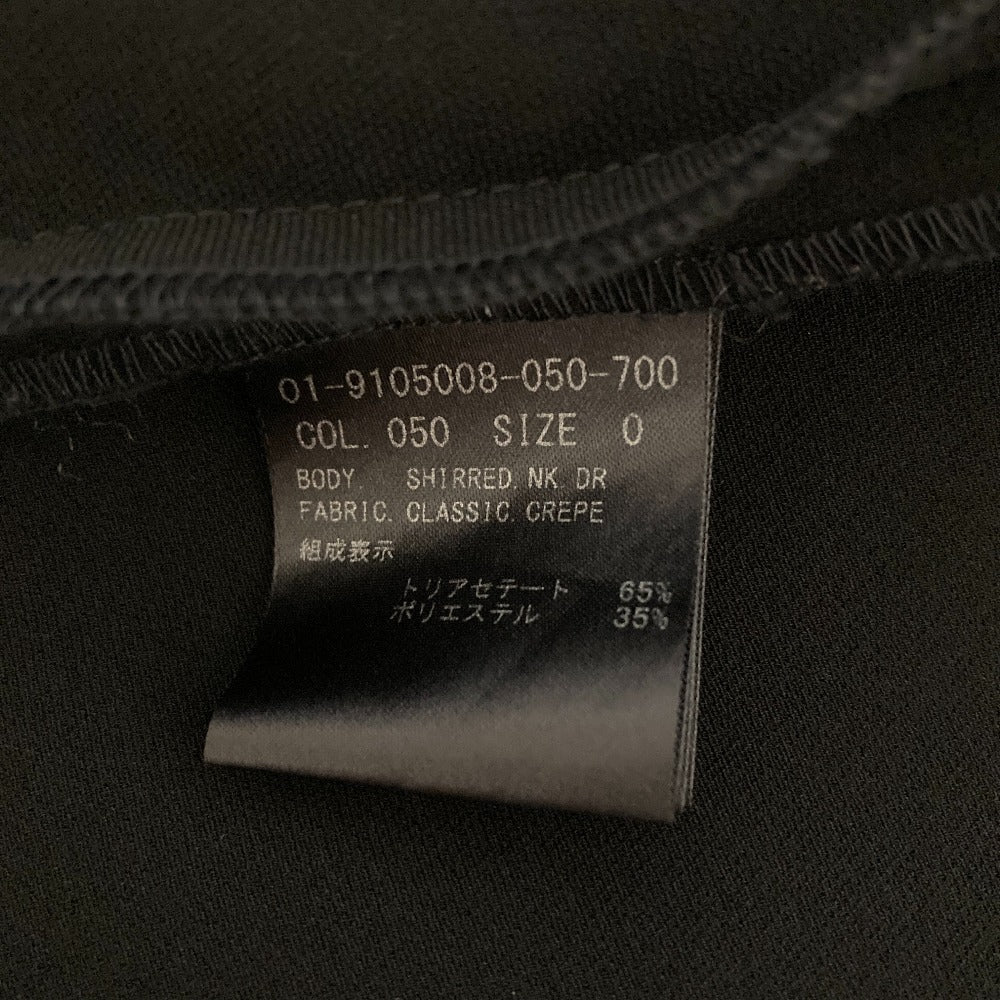 01-9105008-050-700
COL. 050 SIZE 0
BODY. SHIRRED. NK. DR
FABRIC. CLASSIC. CREPE
組成表示
トリアセテート 65%
ポリエステル 35%